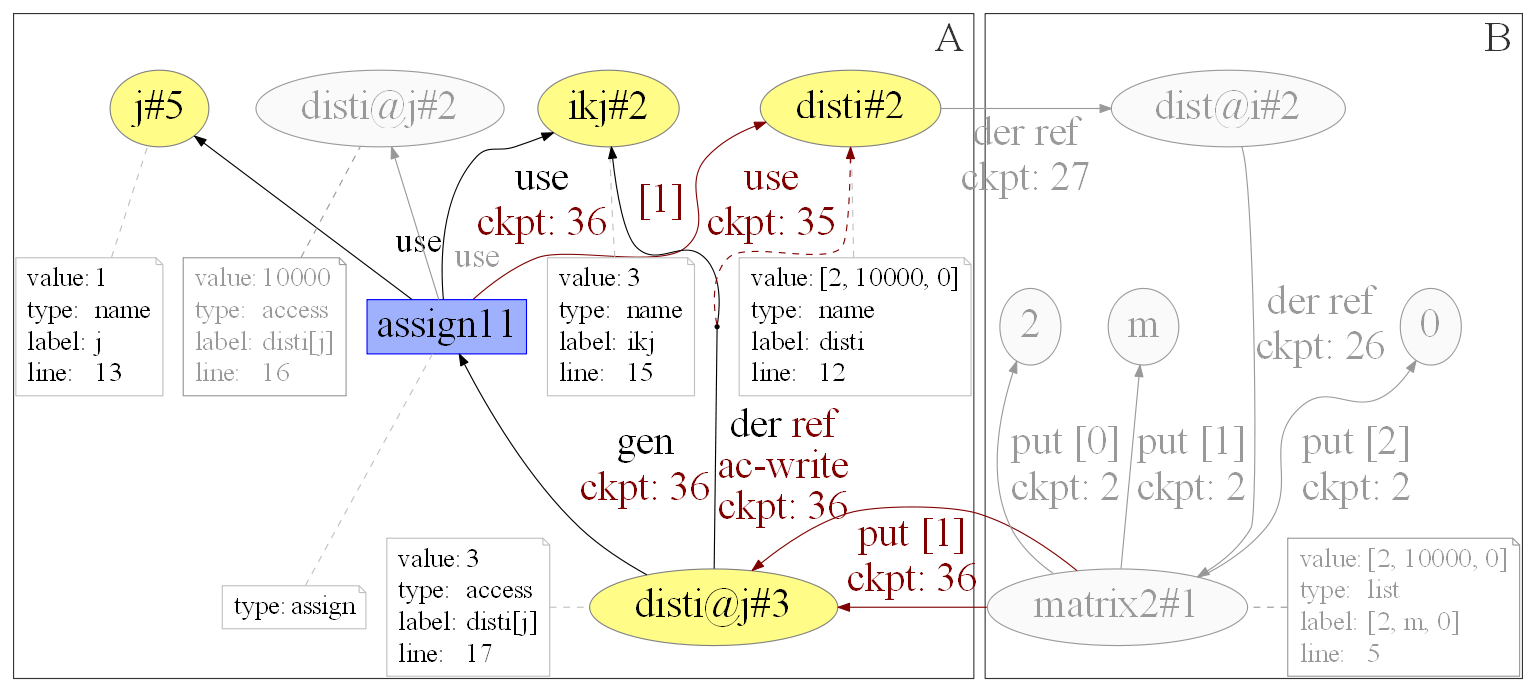 A
B
j#5
disti@j#2
ikj#2
disti#2
dist@i#2
der ref
ckpt: 27
use
ckpt: 36
[1]
use
ckpt: 35
use
use
value: 1
type: name
label: j
line: 13
value: 10000
type: access
label: disti[j]
line: 16
assign11
value: 3
type: name
label: ikj
line: 15
value: [2, 10000, 0]
type: name
label: disti
line: 12
2
m
0
der ref
ckpt: 26
gen
ckpt: 36
der ref
ac-write
ckpt: 36
put [0]
ckpt: 2
put [1]
ckpt: 2
put [2]
ckpt: 2
put [1]
ckpt: 36
type: assign
value: 3
type: access
label: disti[j]
line: 17
disti@j#3
matrix2#1
value: [2, 10000, 0]
type: list
label: [2, m, 0]
line: 5